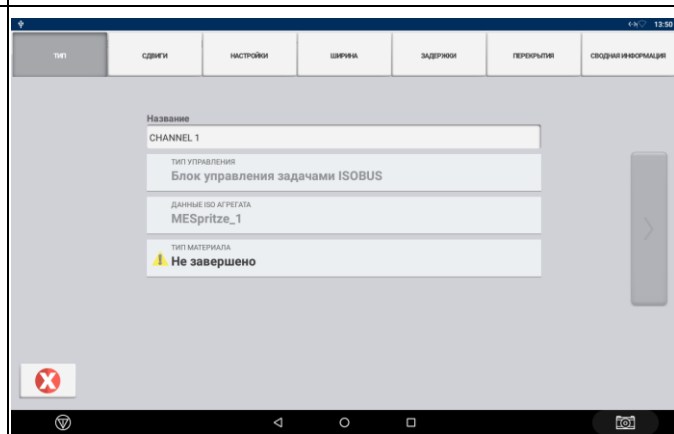 13:50
ТИП
СДВИГИ
НАСТРОЙКИ
ШИРИНА
ЗАДЕРЖКИ
ПЕРЕКРЫТИЯ
СВОДНАЯ ИНФОРМАЦИЯ
Название
CHANNEL 1
ТИП УПРАВЛЕНИЯ
Блок управления задачами ISOBUS
ДАННЫЕ ISO АГРЕГАТА
MESpritze_1
ТИП МАТЕРИАЛА
Не завершено